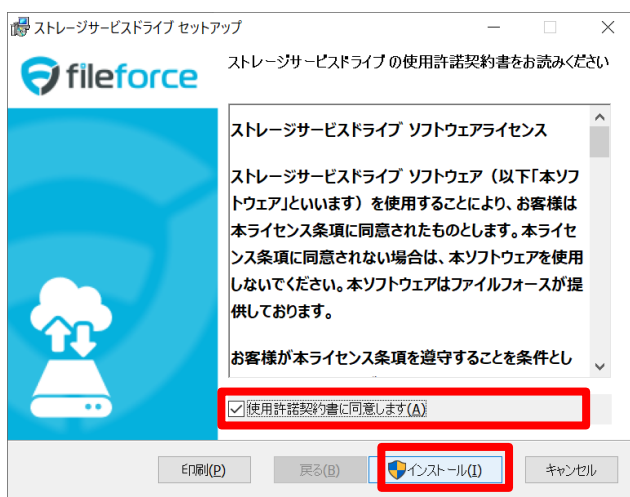 ストレージサービスドライブ セットアップ
fileforce
ストレージサービスドライブ の使用許諾契約書をお読みください
ストレージサービスドライブ ソフトウェアライセンス
ストレージサービスドライブ ソフトウェア（以下「本ソフ
トウェア」といいます）を使用することにより、お客様は
本ライセンス条項に同意されたものとします。本ライセ
ンス条項に同意されない場合は、本ソフトウェアを使用
しないでください。本ソフトウェアはファイルフォースが提
供しております。
お客様が本ライセンス条項を遵守することを条件とし
使用許諾契約書に同意します(A)
印刷(P)
戻る(B)
インストール(I)
キャンセル